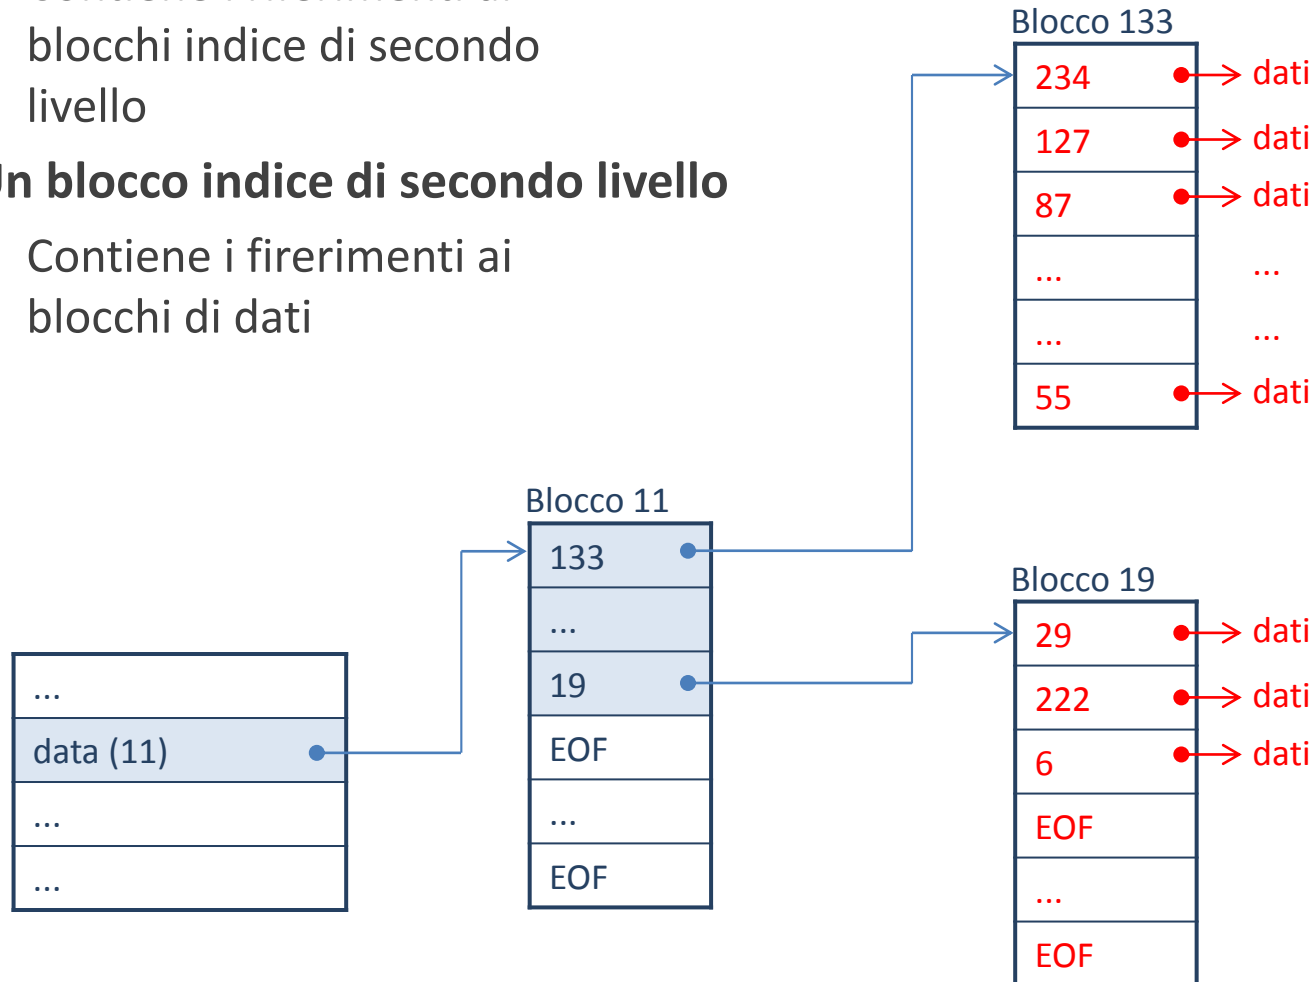 blocchi indice di secondo
livello
n blocco indice di secondo livello
Contiene i firerimenti ai
blocchi di dati
...
data (11)
...
...
Blocco 11
133
...
19
EOF
...
EOF
Blocco 133
234 dati
127 dati
87 dati
... ...
... ...
55 dati
Blocco 19
29 dati
222 dati
6 dati
EOF
...
EOF